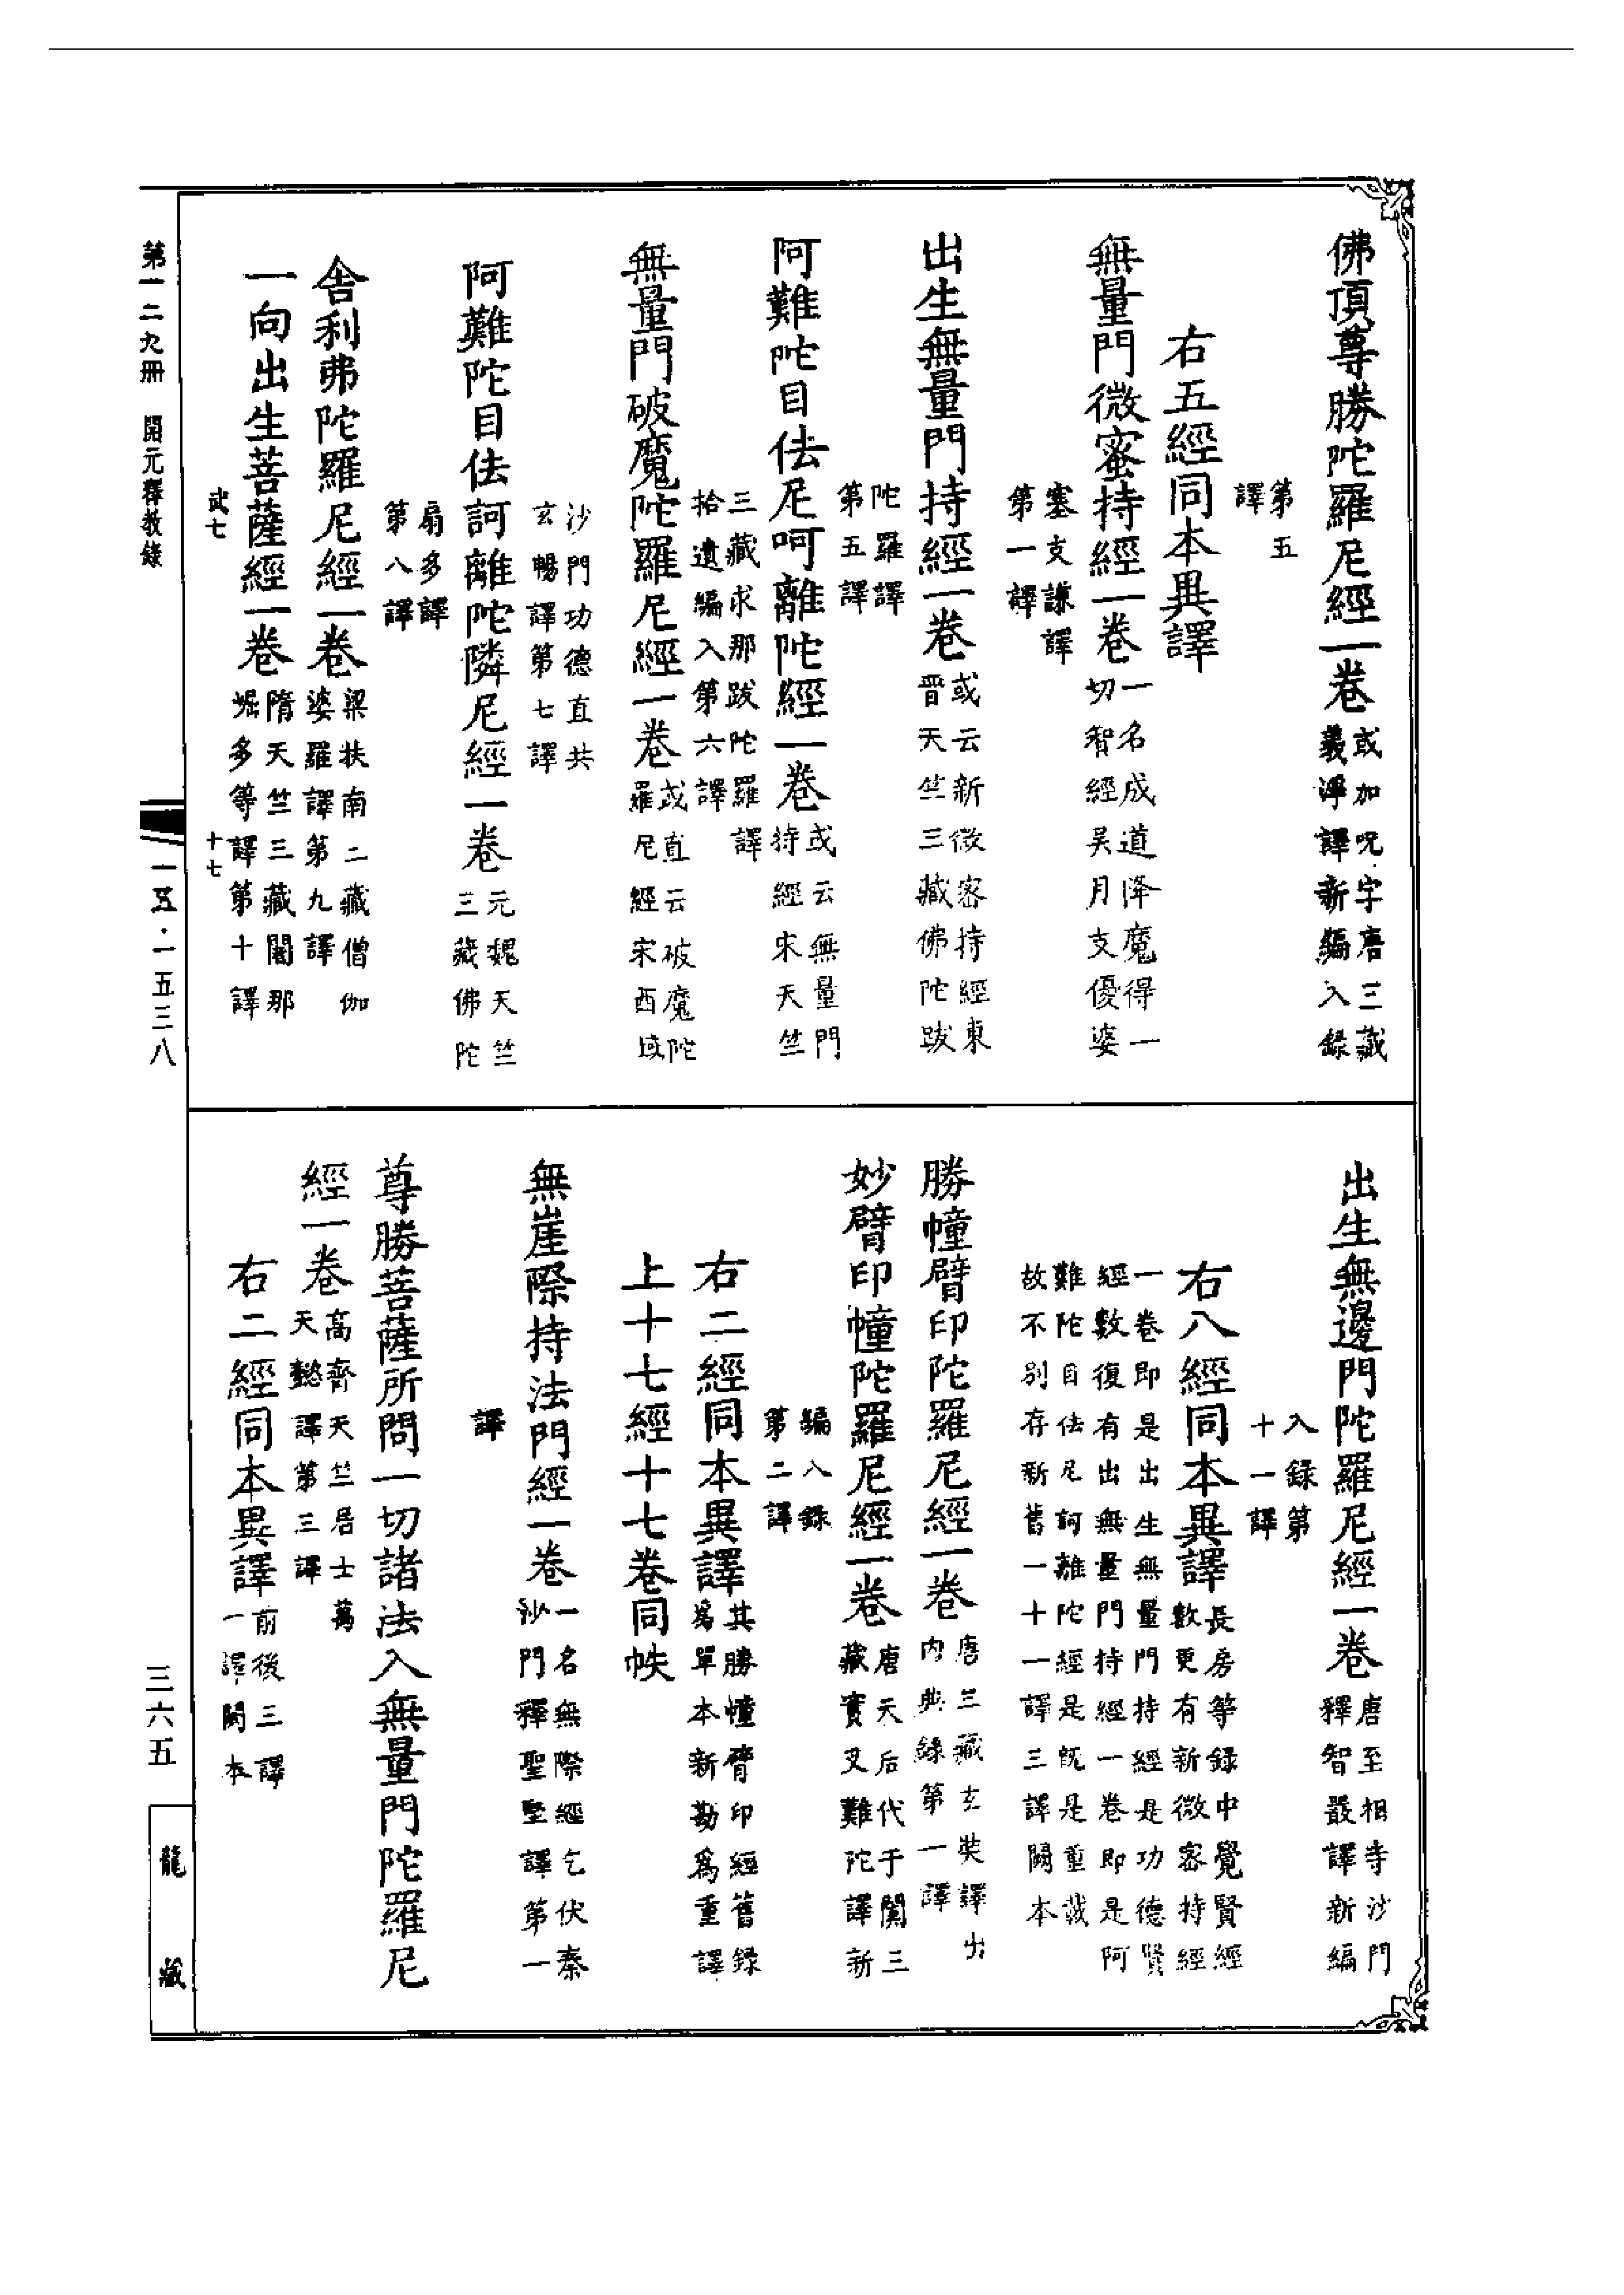 佛頂尊勝陀羅尼經一卷或加呪字唐三藏義淨譯新編入錄
第五譯
右五經同本異譯
無量門微密持經一卷一名成道降魔得一切智經吳月支優婆
塞支謙譯第一譯
出生無量門持經一卷或云新微密持經東晉天竺三藏佛陀跋
陀羅譯第五譯
阿難陀目佉尼呵離陀經一卷或云無量門持經宋天竺
三藏求那跋陀羅譯拾遺編入第六譯
無量門破魔陀羅尼經一卷或直云破魔陀羅尼經宋西域
沙門功德直共玄暢譯第七譯
阿難陀目佉訶離陀隣尼經一卷元魏天竺三藏佛陀
扇多譯第八譯
舍利弗陀羅尼經一卷梁扶南二藏僧伽婆羅譯第九譯
一向出生菩薩經一卷隋天竺三藏闍那堀多等譯第十譯
武七 十七
第一二九冊 開元釋教錄 一五·一五三八
出生無邊門陀羅尼經一卷唐至相寺沙門釋智嚴譯新編
入錄第十一譯
右八經同本異譯長房等錄中覺賢經數更有新微密持經
一卷即是出生無量門持經是功德賢經數復有出無量門持經一卷即是阿
難陀目佉尼訶離陀經是既是重載故不別存新舊一十一譯三譯闕本
勝幢臂印陀羅尼經一卷唐三藏玄奘譯出內典錄第一譯
妙臂印幢陀羅尼經一卷唐天后代于闐三藏實叉難陀譯新
編入錄第二譯
右二經同本異譯其勝幢臂印經舊錄為單本新勘為重譯
上十七經十七卷同帙
無崖際持法門經一卷一名無際經乞伏秦沙門釋聖堅譯第一
譯
尊勝菩薩所問一切諸法入無量門陀羅尼
經一卷高齊天竺居士萬天懿譯第三譯
右二經同本異譯前後三譯一譯闕本
三六五 龍藏